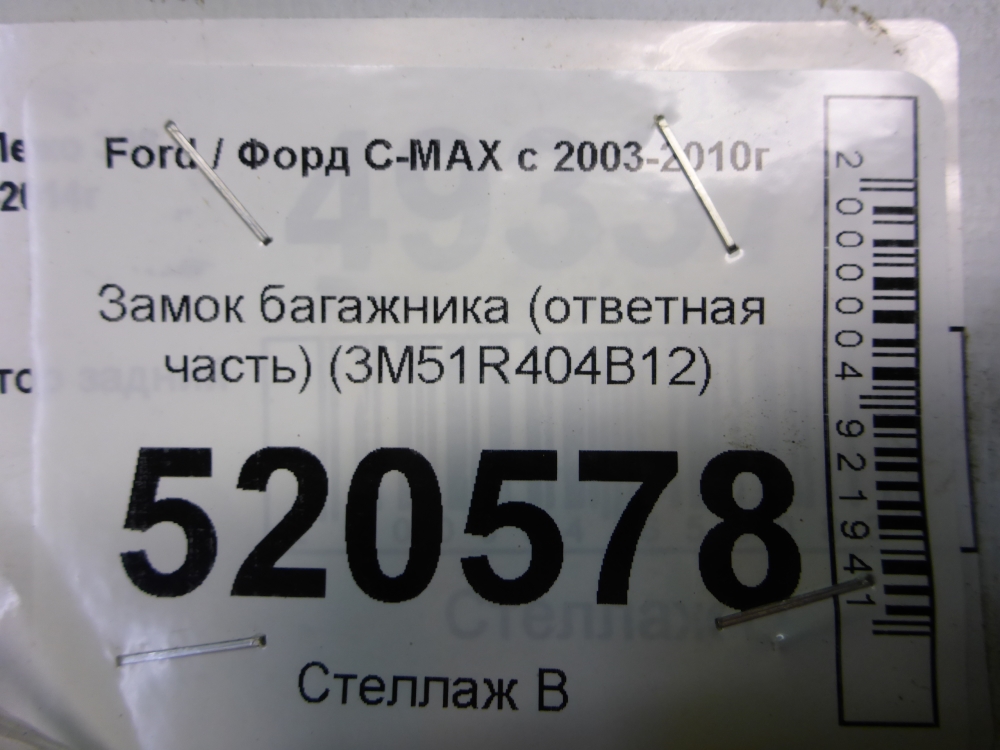 Ford / Форд C-MAX с 2003-2010г
Замок багажника (ответная
часть) (3M51R404B12)
520578
Стеллаж В
2000004921941